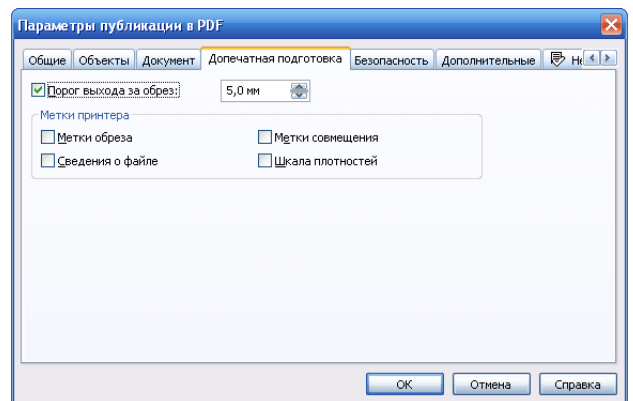 Параметры публикации в PDF
Общие Объекты Документ Допечатная подготовка Безопасность Дополнительные
Порог выхода за обрез: 5,0 мм
Метки принтера
Метки обреза Метки совмещения
Сведения о файле Шкала плотностей
ОК Отмена Справка